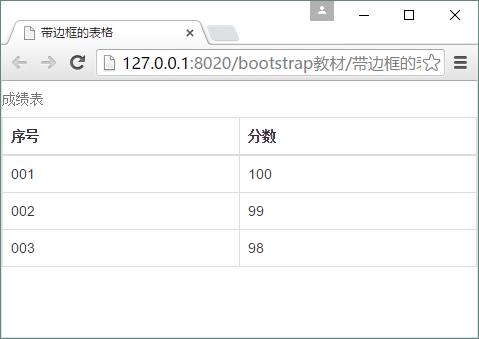 带边框的表格
127.0.0.1:8020/bootstrap教材/带边框的
成绩表
序号 分数
001 100
002 99
003 98